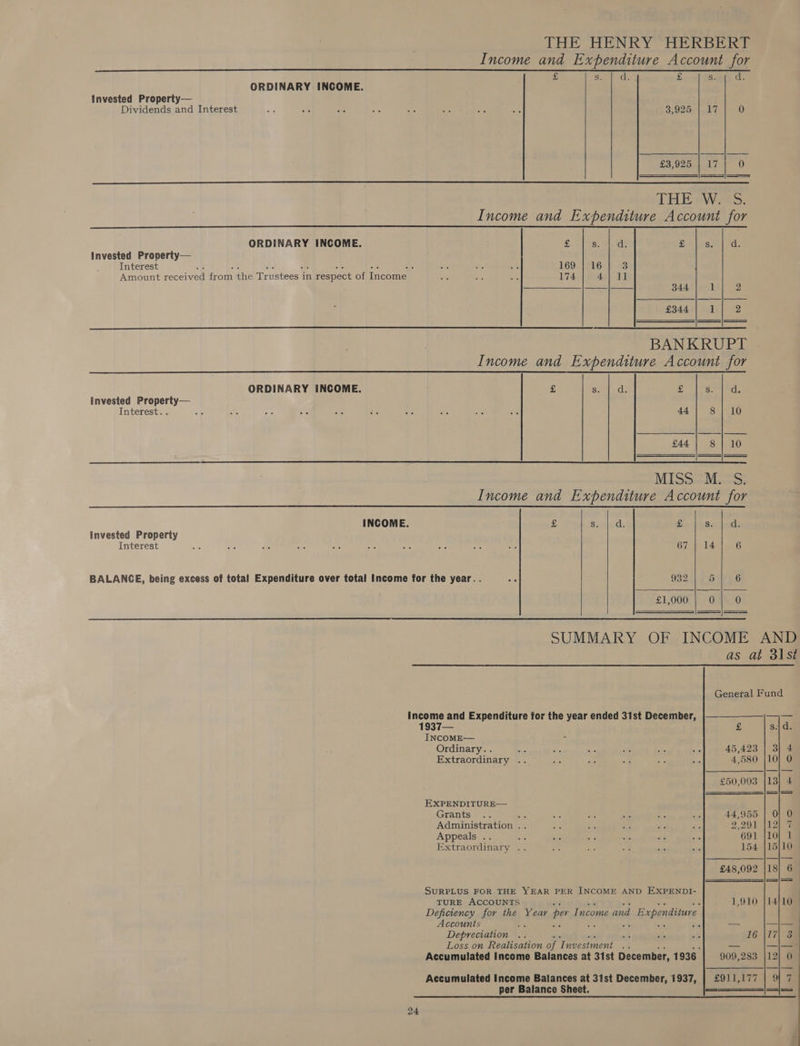 THE HENRY HERBERT
Income and Expenditure Account for
£ s. d. £ s. d.
ORDINARY INCOME.
Invested Property—
Dividends and Interest .. .. .. .. .. .. .. 3,925 17 0
£3,925 17 0
THE W. S.
Income and Expenditure Account for
ORDINARY INCOME. £ s. d. £ s. d.
Invested Property—
Interest .. .. .. .. .. .. .. .. 169 16 3
Amount received from the Trustees in respect of Income .. .. .. 174 4 11
344 1 2
£344 1 2
BANKRUPT
Income and Expenditure Account for
ORDINARY INCOME. £ s. d. £ s. d.
Invested Property—
Interest.. .. .. .. .. .. .. .. .. 44 8 10
£44 8 10
MISS M. S.
Income and Expenditure Account for
INCOME. £ s. d. £ s. d.
Invested Property
Interest .. .. .. .. .. .. .. .. .. 67 14 6
BALANCE, being excess of total Expenditure over total Income for the year.. .. 932 5 6
£1,000 0 0
SUMMARY OF INCOME AND
as at 31st
General Fund
Income and Expenditure for the year ended 31st December,
1937— £ s. d.
INCOME—
Ordinary.. .. .. .. .. .. .. 45,423 3 4
Extraordinary .. .. .. .. .. .. 4,580 10 0
£50,003 13 4
EXPENDITURE—
Grants .. .. .. .. .. .. .. 44,955 0 0
Administration .. .. .. .. .. .. 2,291 12 7
Appeals .. .. .. .. .. .. .. 691 10 1
Extraordinary .. .. .. .. .. .. 154 15 10
£48,092 18 6
SURPLUS FOR THE YEAR PER INCOME AND EXPENDI-
TURE ACCOUNTS .. .. .. .. 1,910 14 10
Deficiency for the Year per Income and Expenditure
Accounts .. .. .. .. .. .. — — —
Depreciation .. .. .. .. .. .. 16 17 3
Loss on Realisation of Investment .. .. .. — — —
Accumulated Income Balances at 31st December, 1936 909,283 12 0
Accumulated Income Balances at 31st December, 1937, £911,177 9 7
per Balance Sheet.
24